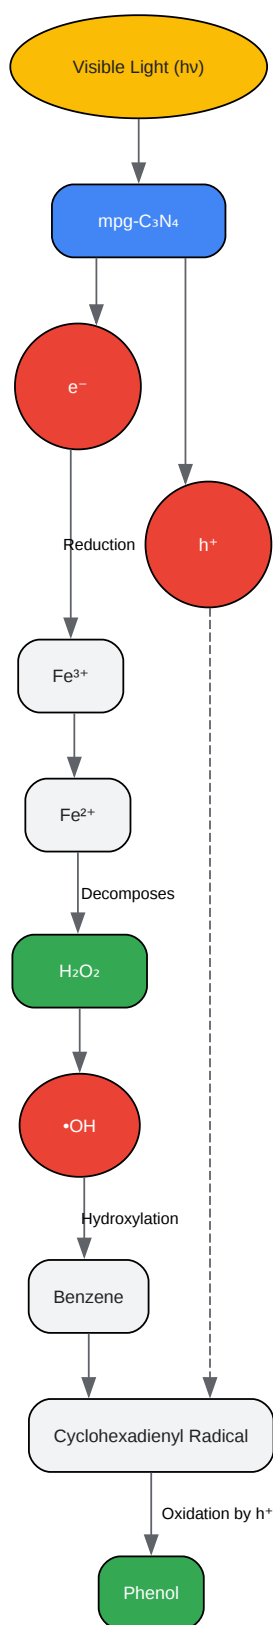 Visible Light (hν)
mpg-C₃N₄
e⁻
Reduction
h⁺
Fe³⁺
Fe²⁺
Decomposes
H₂O₂
•OH
Hydroxylation
Benzene
Cyclohexadienyl Radical
Oxidation by h⁺
Phenol